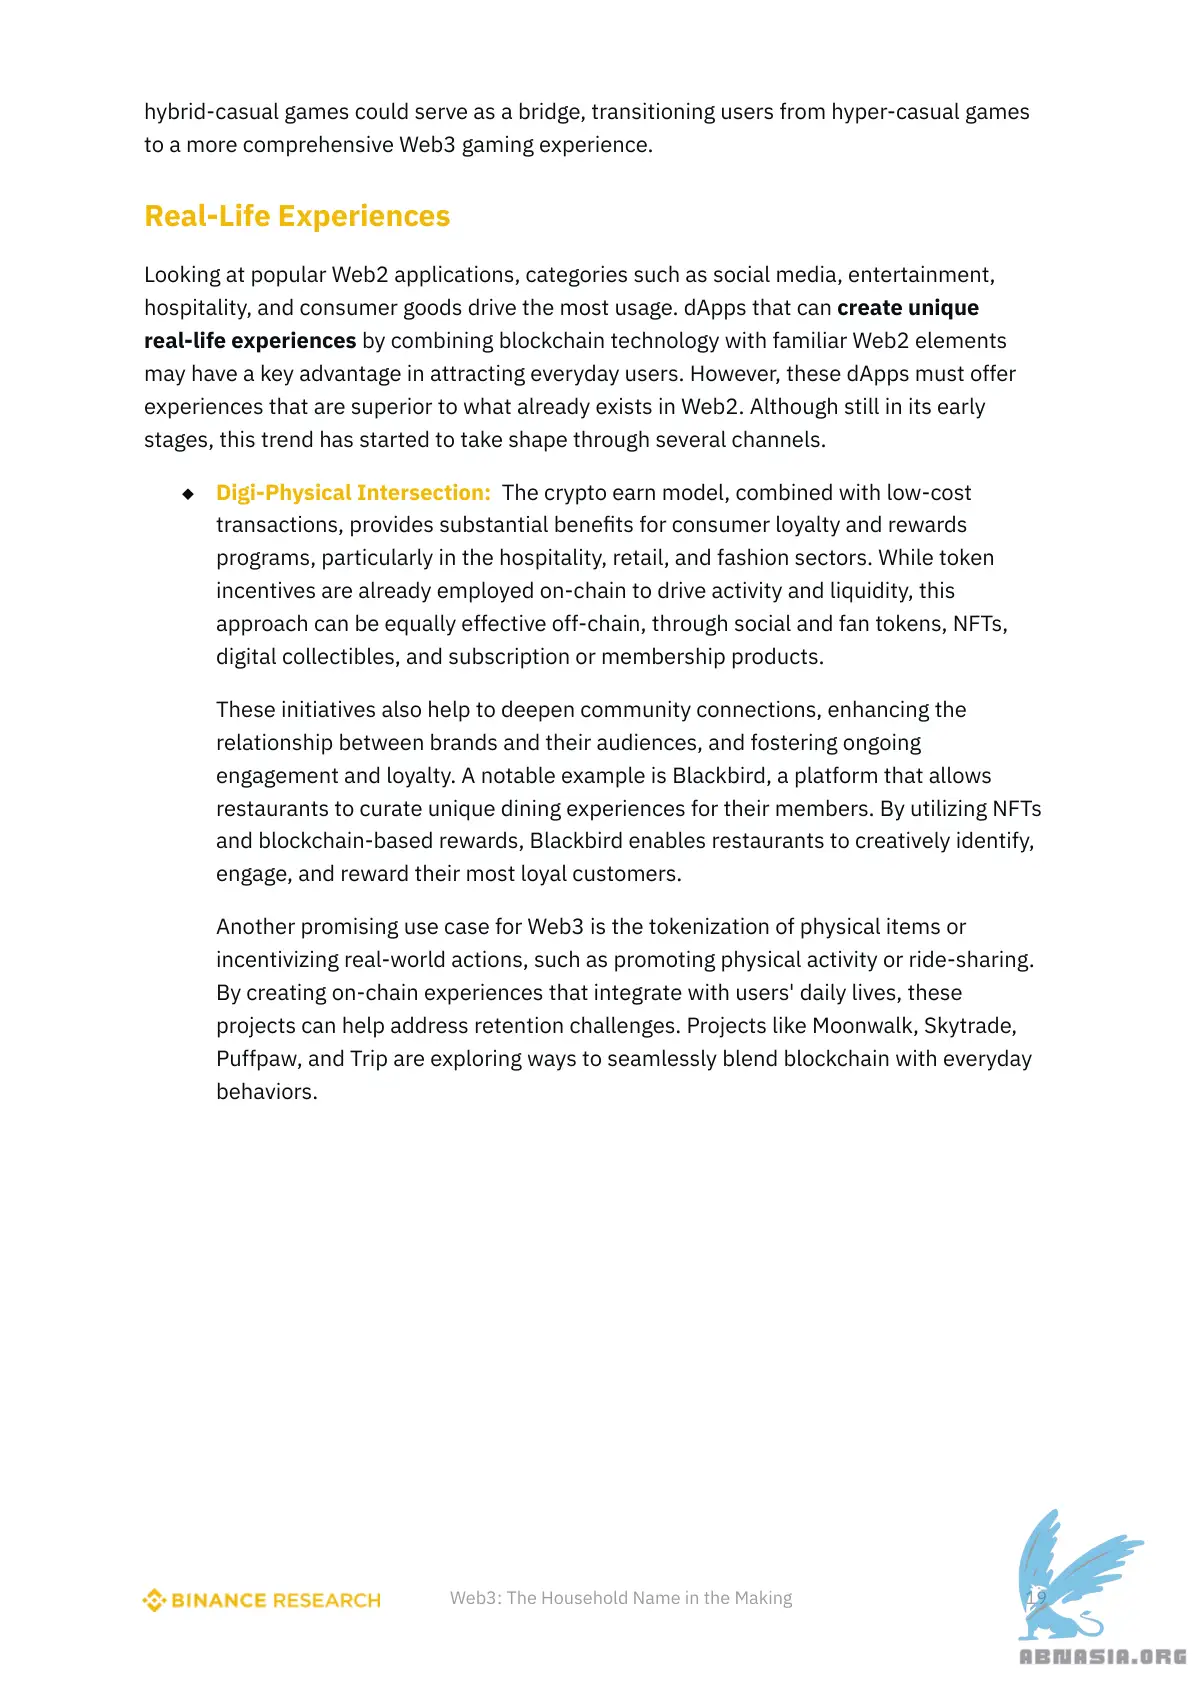 hybrid-casual games could serve as a bridge, transitioning users from hyper-casual games
to a more comprehensive Web3 gaming experience.
Real-Life Experiences
Looking at popular Web2 applications, categories such as social media, entertainment,
hospitality, and consumer goods drive the most usage. dApps that can create unique
real-life experiences by combining blockchain technology with familiar Web2 elements
may have a key advantage in attracting everyday users. However, these dApps must offer
experiences that are superior to what already exists in Web2. Although still in its early
stages, this trend has started to take shape through several channels.
◆ Digi-Physical Intersection: The crypto earn model, combined with low-cost
transactions, provides substantial benefits for consumer loyalty and rewards
programs, particularly in the hospitality, retail, and fashion sectors. While token
incentives are already employed on-chain to drive activity and liquidity, this
approach can be equally effective off-chain, through social and fan tokens, NFTs,
digital collectibles, and subscription or membership products.
These initiatives also help to deepen community connections, enhancing the
relationship between brands and their audiences, and fostering ongoing
engagement and loyalty. A notable example is Blackbird, a platform that allows
restaurants to curate unique dining experiences for their members. By utilizing NFTs
and blockchain-based rewards, Blackbird enables restaurants to creatively identify,
engage, and reward their most loyal customers.
Another promising use case for Web3 is the tokenization of physical items or
incentivizing real-world actions, such as promoting physical activity or ride-sharing.
By creating on-chain experiences that integrate with users' daily lives, these
projects can help address retention challenges. Projects like Moonwalk, Skytrade,
Puffpaw, and Trip are exploring ways to seamlessly blend blockchain with everyday
behaviors.
BINANCE RESEARCH
Web3: The Household Name in the Making
19
ABNASIA.ORG